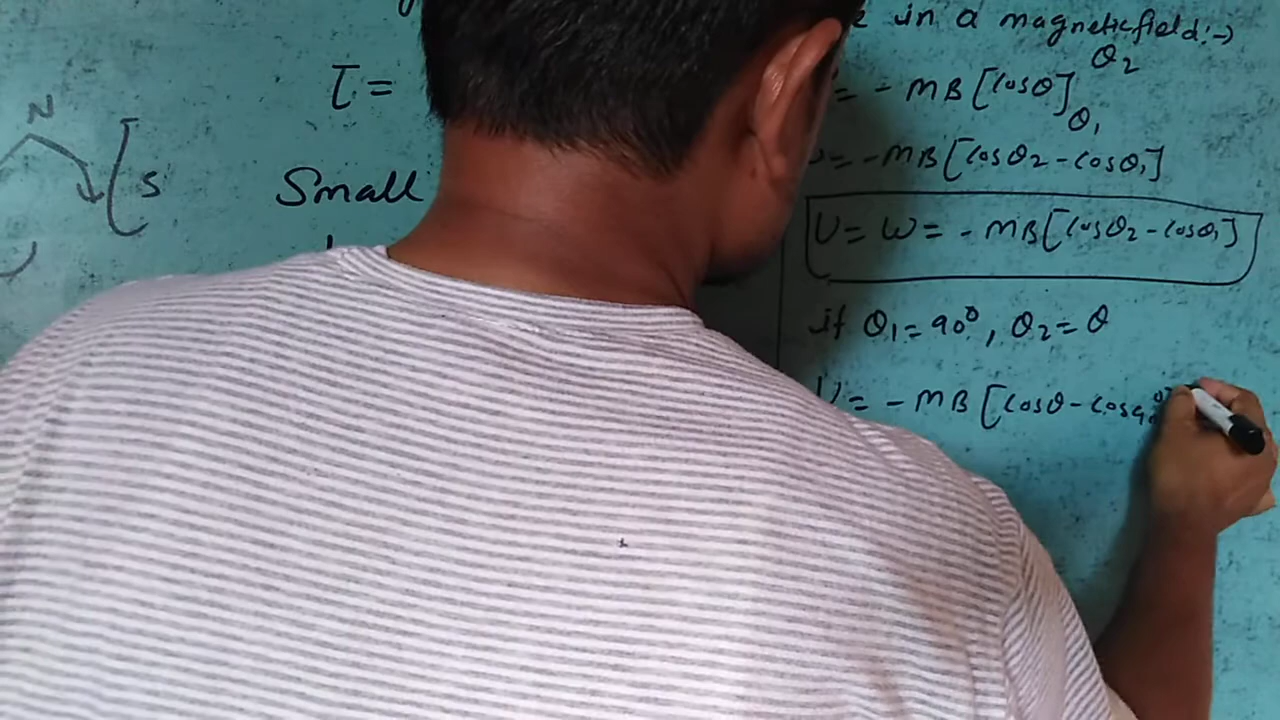 N
S
τ =
Small
in a magnetic field:→
= - MB [cosθ]θ₁ θ₂
= -MB[cosθ2 - cosθ1]
U = W = - MB[cosθ2 - cosθ1]
if θ1 = 90°, θ2 = θ
U = - MB [cosθ - cos90°